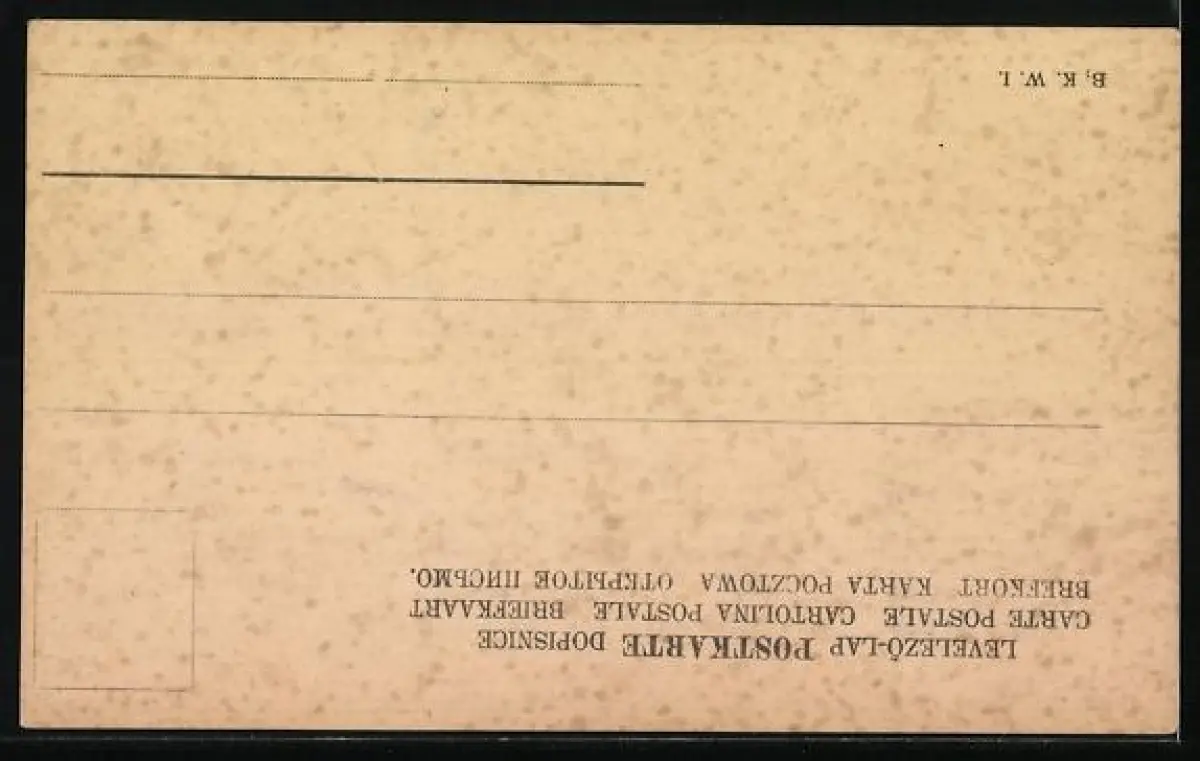 LEVELEZŐ-LAP POSTKARTE DOPISNICE
CARTE POSTALE CARTOLINA POSTALE BRIEFKAART
BREFKORT KARTA POCZTOWA ОТКРЫТОЕ ПИСЬМО.
B, K. W. I.